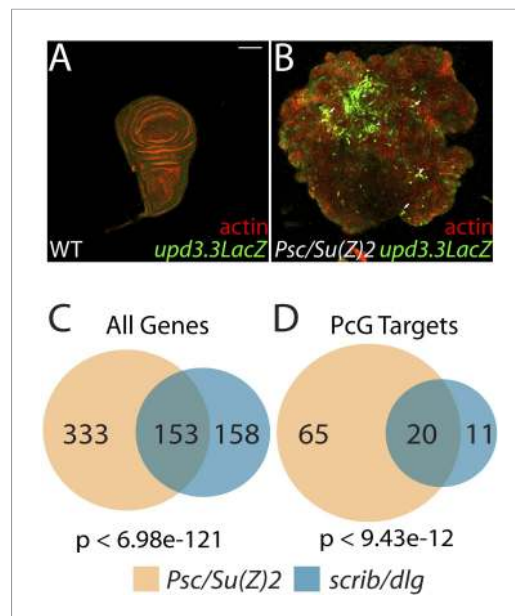 A
B
actin
actin
WT
upd3.3LacZ
Psc/Su(Z)2 upd3.3LacZ
C
All Genes
D
PcG Targets
333
153
158
65
20
11
p < 6.98e-121
p < 9.43e-12
Psc/Su(Z)2
scrib/dlg